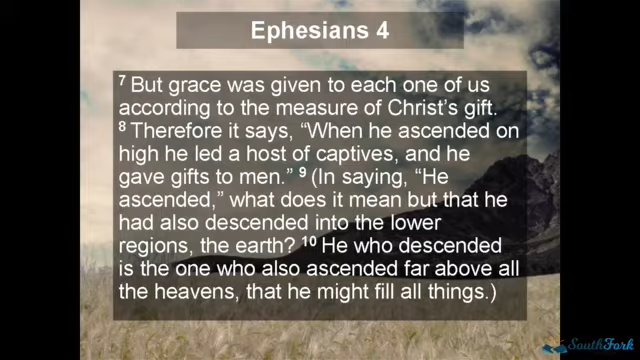 Ephesians 4
7 But grace was given to each one of us
according to the measure of Christ's gift.
8 Therefore it says, “When he ascended on
high he led a host of captives, and he
gave gifts to men.” 9 (In saying, “He
ascended,” what does it mean but that he
had also descended into the lower
regions, the earth? 10 He who descended
is the one who also ascended far above all
the heavens, that he might fill all things.)
SouthFork